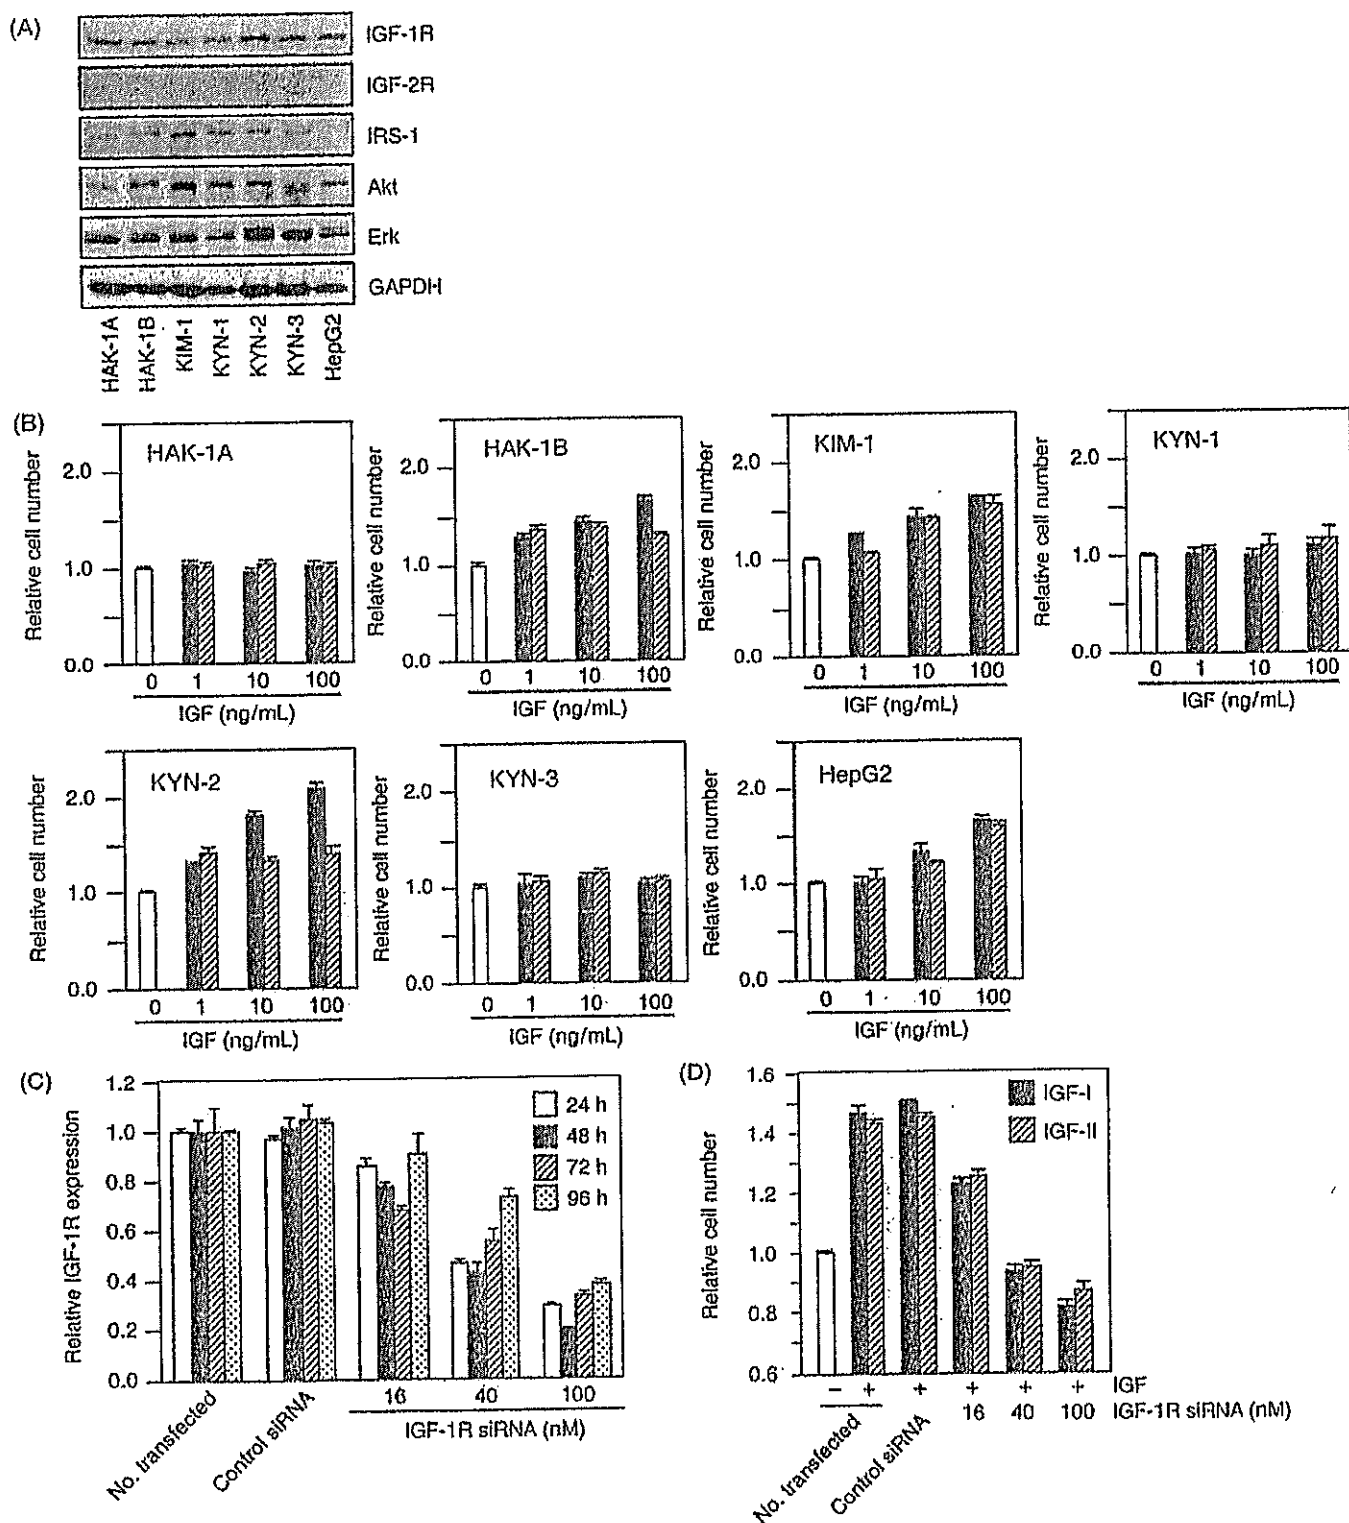 (A)
IGF-1R
IGF-2R
IRS-1
Akt
Erk
GAPDH
HAK-1A
HAK-1B
KIM-1
KYN-1
KYN-2
KYN-3
HepG2
(B)
Relative cell number
HAK-1A
2.0
1.0
0.0
0 1 10 100
IGF (ng/mL)
Relative cell number
HAK-1B
2.0
1.0
0.0
0 1 10 100
IGF (ng/mL)
Relative cell number
KIM-1
2.0
1.0
0.0
0 1 10 100
IGF (ng/mL)
Relative cell number
KYN-1
2.0
1.0
0.0
0 1 10 100
IGF (ng/mL)
Relative cell number
KYN-2
2.0
1.0
0.0
0 1 10 100
IGF (ng/mL)
Relative cell number
KYN-3
2.0
1.0
0.0
0 1 10 100
IGF (ng/mL)
Relative cell number
HepG2
2.0
1.0
0.0
0 1 10 100
IGF (ng/mL)
(C)
Relative IGF-1R expression
1.2
1.0
0.8
0.6
0.4
0.2
0.0
24 h
48 h
72 h
96 h
No. transfected
Control siRNA
16 40 100
IGF-1R siRNA (nM)
(D)
Relative cell number
1.6
1.4
1.2
1.0
0.8
0.6
IGF-I
IGF-II
– + + + + + IGF
16 40 100 IGF-1R siRNA (nM)
No. transfected
Control siRNA